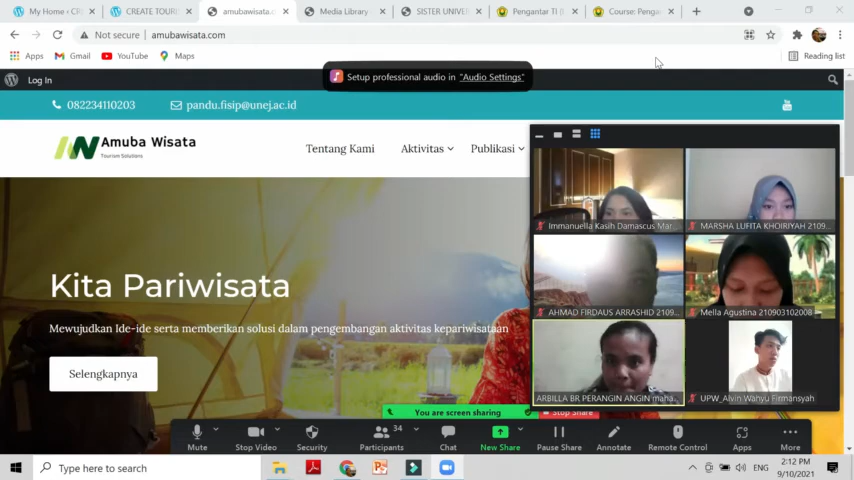 My Home ‹ CR
CREATE TOURIS
amubawisata.com
Media Library
SISTER UNIVER
Pengantar TI (
Course: Penga
Not secure
amubawisata.com
Apps
Gmail
YouTube
Maps
Reading list
Log In
Setup professional audio in "Audio Settings"
082234110203
pandu.fisip@unej.ac.id
Amuba Wisata
Tourism Solutions
Tentang Kami
Aktivitas
Publikasi
Kita Pariwisata
Mewujudkan Ide-ide serta memberikan solusi dalam pengembangan aktivitas kepariwisataan
Selengkapnya
Immanuella Kasih Damascus Mar...
MARSHA LUFITA KHOIRIYAH 2109...
AHMAD FIRDAUS ARRASHID 2109...
Mella Agustina 210903102008
ARBILLA BR PERANGIN ANGIN maha...
UPW_Alvin Wahyu Firmansyah
You are screen sharing
Stop Share
Mute
Stop Video
Security
34
Participants
Chat
New Share
Pause Share
Annotate
Remote Control
Apps
More
Type here to search
ENG
2:12 PM
9/10/2021